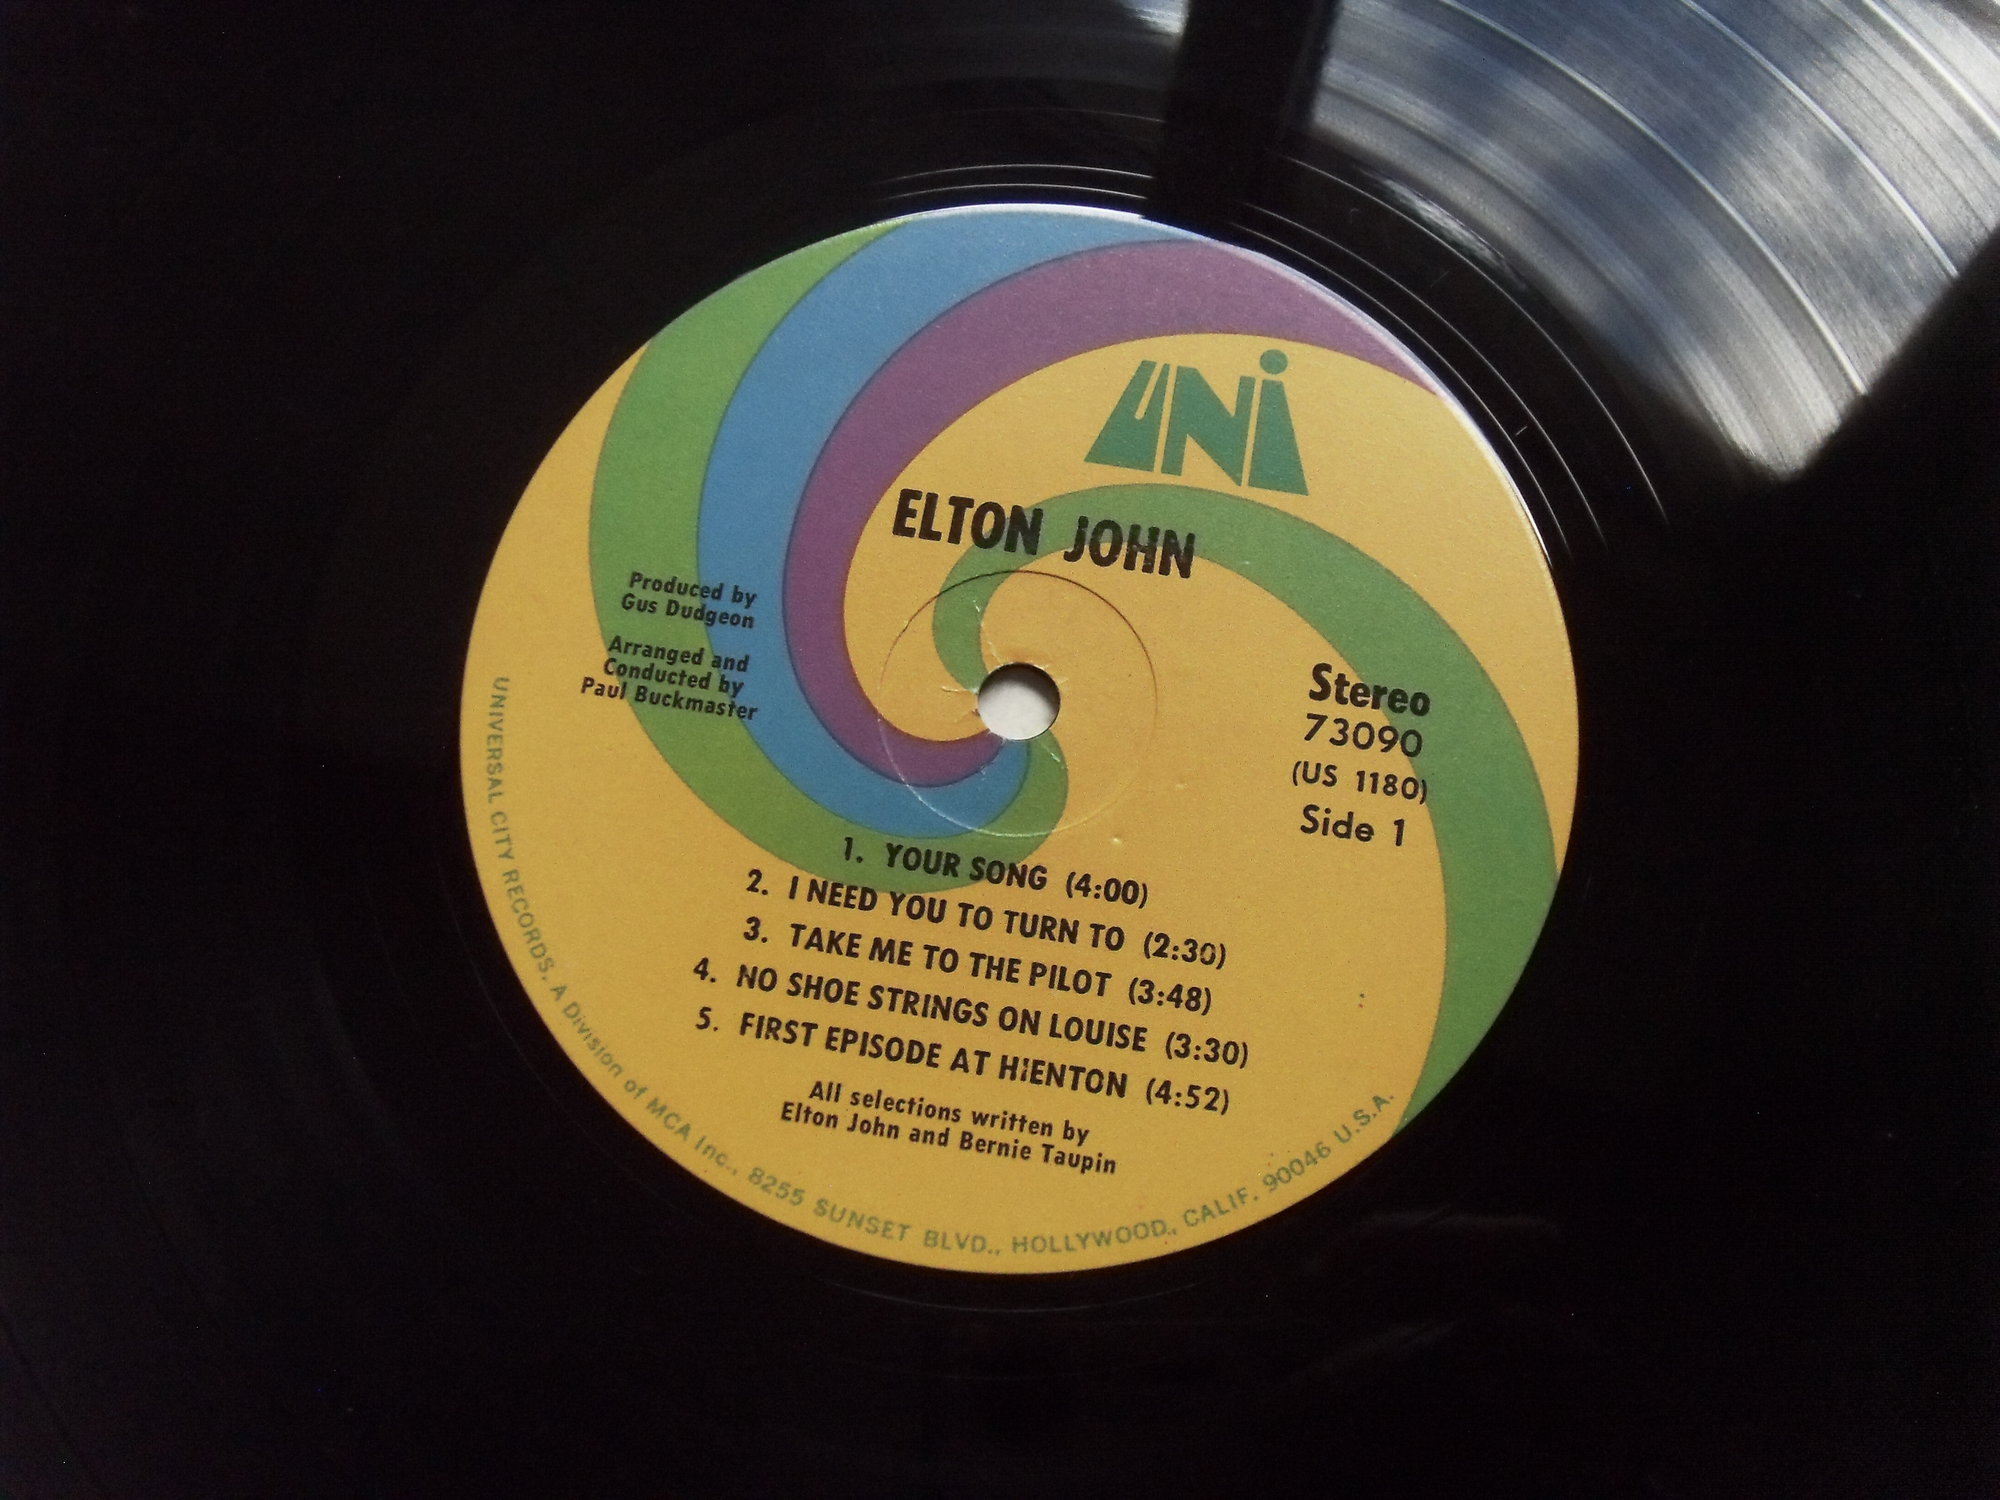 UNi
ELTON JOHN
Produced by
Gus Dudgeon
Arranged and
Conducted by
Paul Buckmaster
Stereo
73090
(US 1180)
Side 1
1. YOUR SONG (4:00)
2. I NEED YOU TO TURN TO (2:30)
3. TAKE ME TO THE PILOT (3:48)
4. NO SHOE STRINGS ON LOUISE (3:30)
5. FIRST EPISODE AT HIENTON (4:52)
All selections written by
Elton John and Bernie Taupin
UNIVERSAL CITY RECORDS, A Division of MCA Inc., 8255 SUNSET BLVD., HOLLYWOOD, CALIF. 90046 U.S.A.